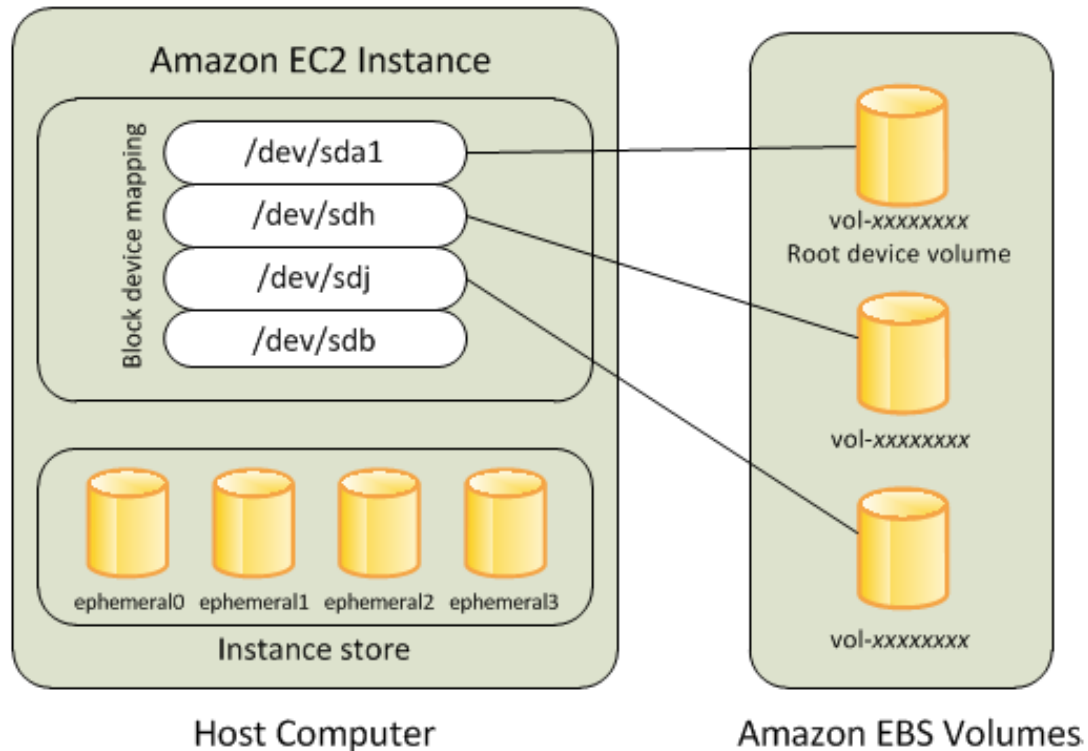 Amazon EC2 Instance
Block device mapping
/dev/sda1
/dev/sdh
/dev/sdj
/dev/sdb
ephemeral0 ephemeral1 ephemeral2 ephemeral3
Instance store
Host Computer
vol-xxxxxxxx
Root device volume
vol-xxxxxxxx
vol-xxxxxxxx
Amazon EBS Volumes